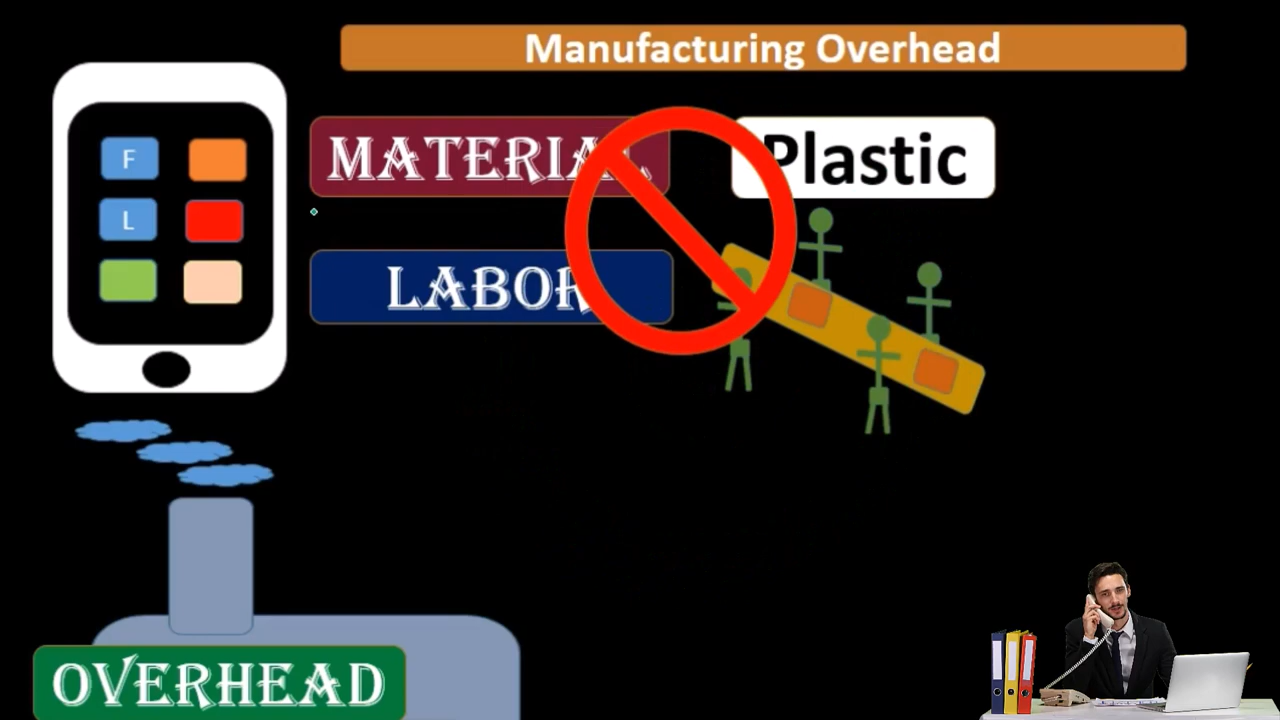 Manufacturing Overhead
F
L
MATERIAL
Plastic
LABOR
OVERHEAD